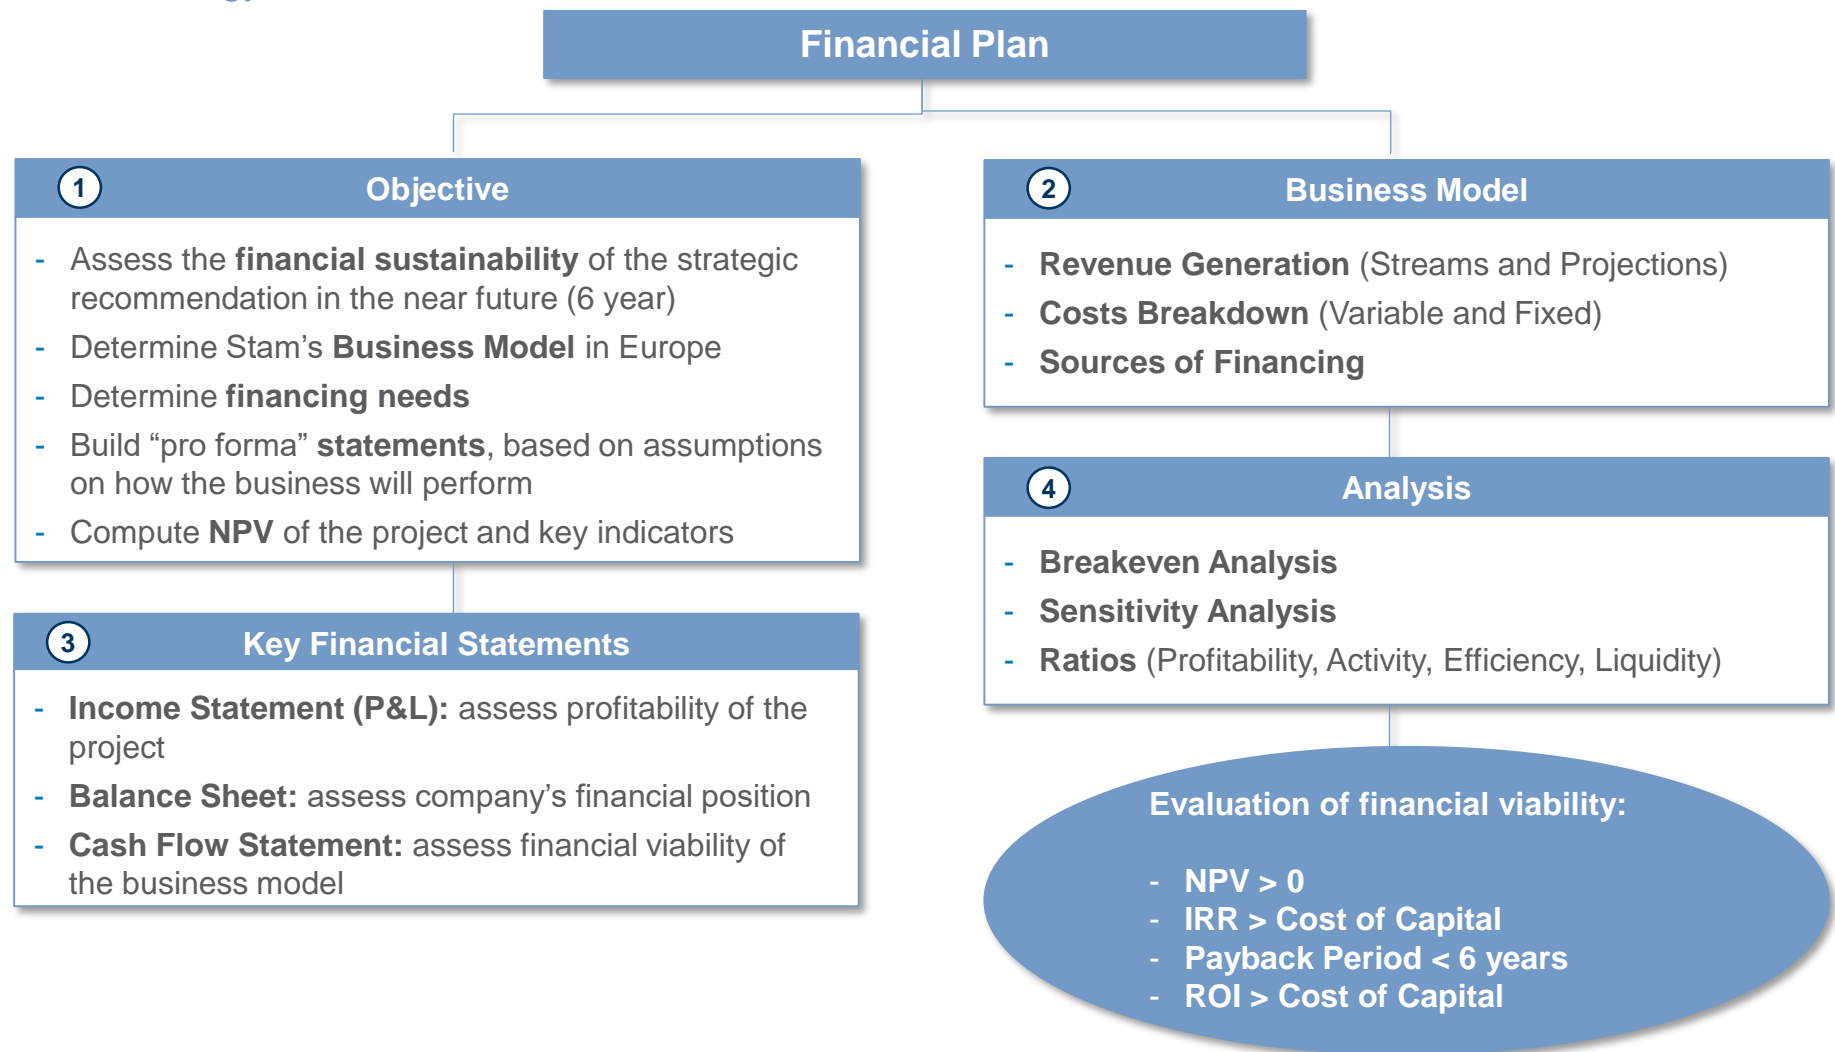 Financial Plan
1
Objective
- Assess the financial sustainability of the strategic
recommendation in the near future (6 year)
- Determine Stam’s Business Model in Europe
- Determine financing needs
- Build “pro forma” statements, based on assumptions
on how the business will perform
- Compute NPV of the project and key indicators
2
Business Model
- Revenue Generation (Streams and Projections)
- Costs Breakdown (Variable and Fixed)
- Sources of Financing
3
Key Financial Statements
- Income Statement (P&L): assess profitability of the
project
- Balance Sheet: assess company’s financial position
- Cash Flow Statement: assess financial viability of
the business model
4
Analysis
- Breakeven Analysis
- Sensitivity Analysis
- Ratios (Profitability, Activity, Efficiency, Liquidity)
Evaluation of financial viability:
- NPV > 0
- IRR > Cost of Capital
- Payback Period < 6 years
- ROI > Cost of Capital